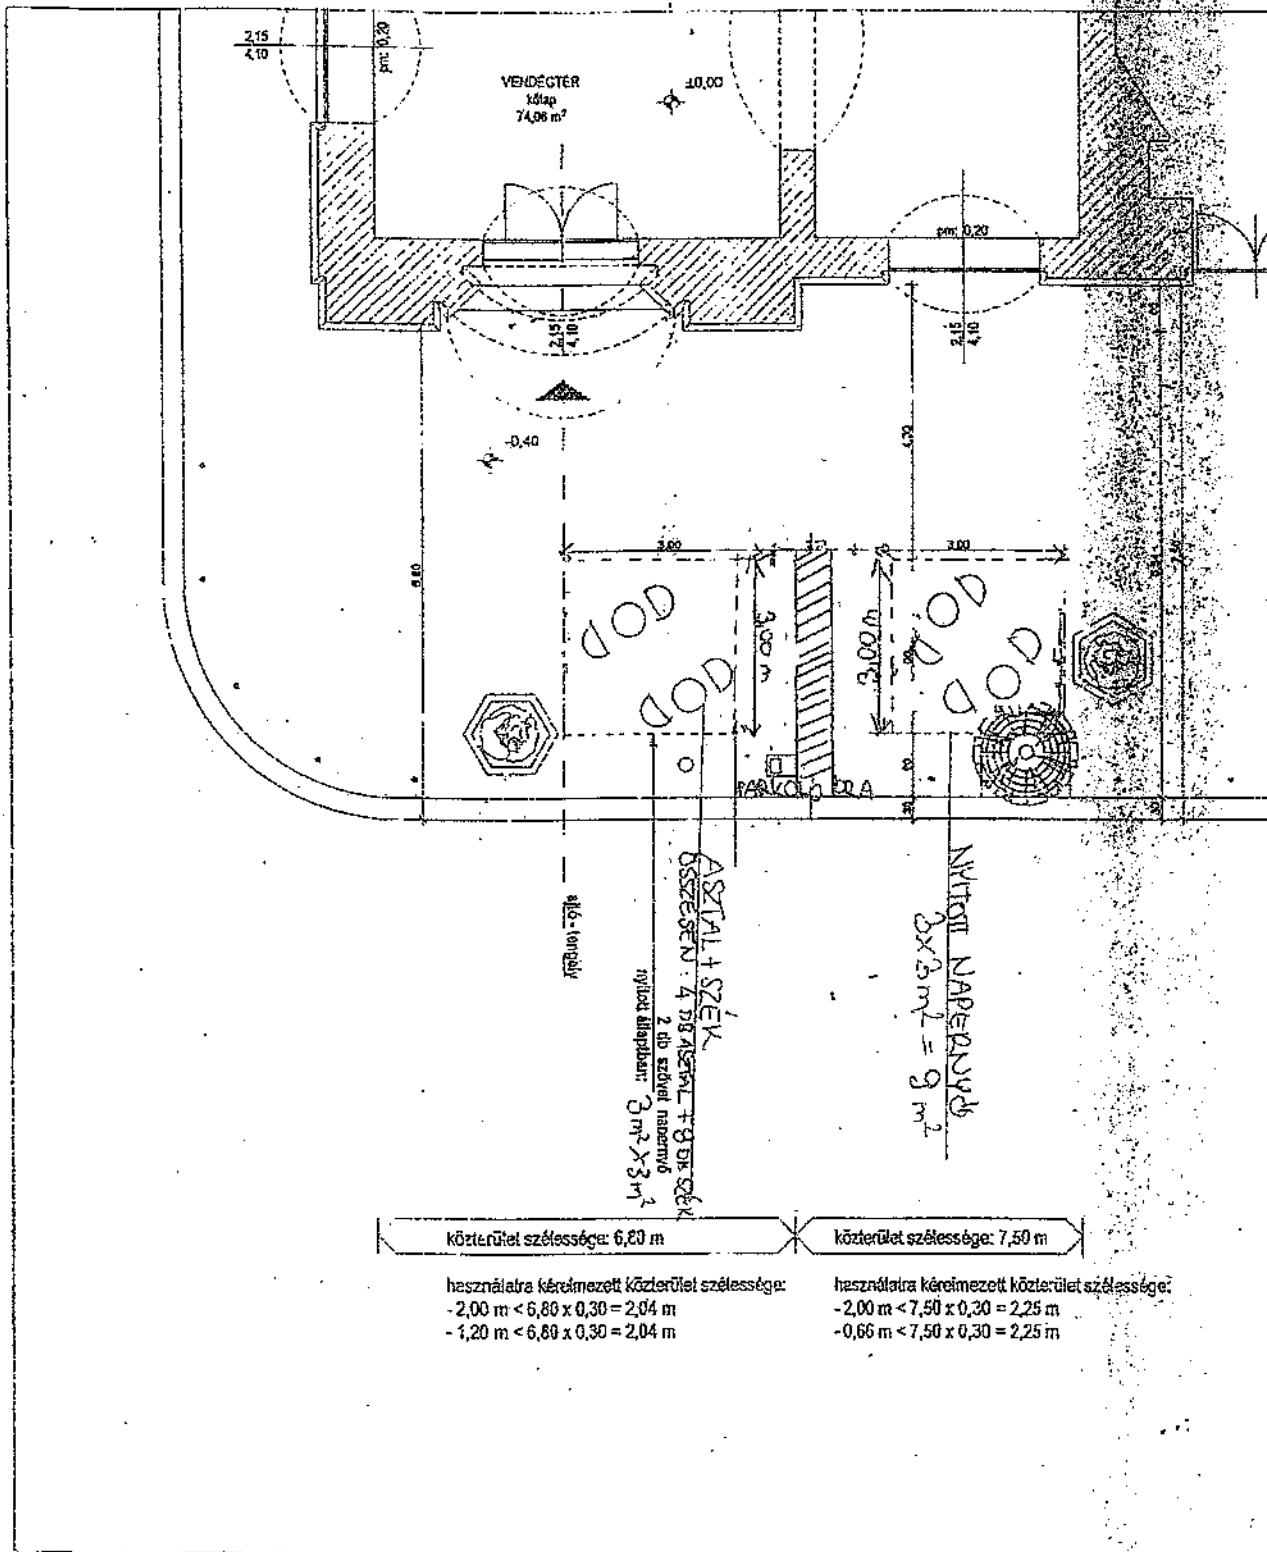 2,15
4,10
pm: 0,20
VENDÉGTÉR
kőlap
74,06 m²
±0,00
pm: 0,20
2,15
4,10
2,15
4,10
-0,40
4,30
6,80
3,00
3,00
3,00 m
3,00 m
PARKOLÓ ÓRA
ajtó-tengely
ASZTAL + SZÉK
ÖSSZESEN: 4 DB ASZTAL + 8 DB SZÉK
2 db szövet napernyő
nyitott állapotban: 3m² x 3m²
NYITOTT NAPERNYŐ
3x3m² = 9 m²
közterület szélessége: 6,80 m
közterület szélessége: 7,50 m
használatra kérelmezett közterület szélessége:
- 2,00 m < 6,80 x 0,30 = 2,04 m
- 1,20 m < 6,80 x 0,30 = 2,04 m
használatra kérelmezett közterület szélessége:
- 2,00 m < 7,50 x 0,30 = 2,25 m
- 0,66 m < 7,50 x 0,30 = 2,25 m